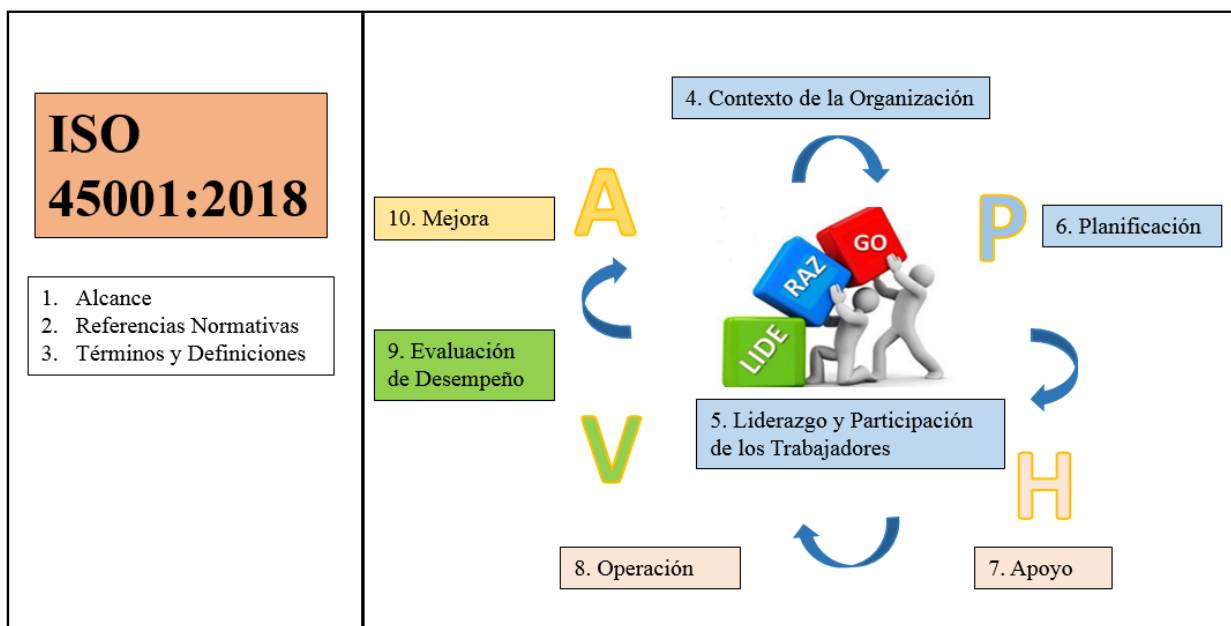 ISO
45001:2018
1. Alcance
2. Referencias Normativas
3. Términos y Definiciones
4. Contexto de la Organización
A
10. Mejora
P
6. Planificación
GO
RAZ
LIDE
9. Evaluación
de Desempeño
V
5. Liderazgo y Participación
de los Trabajadores
H
8. Operación
7. Apoyo